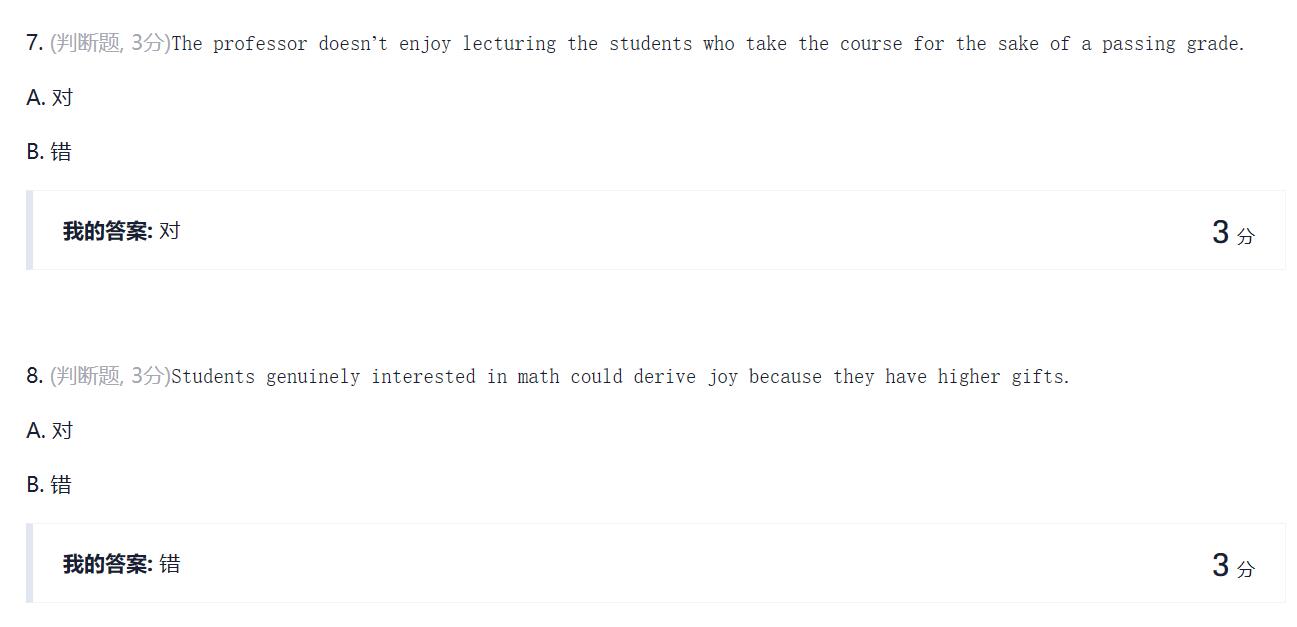 7. (判断题, 3分)The professor doesn’t enjoy lecturing the students who take the course for the sake of a passing grade.
A. 对
B. 错
我的答案: 对 3 分
8. (判断题, 3分)Students genuinely interested in math could derive joy because they have higher gifts.
A. 对
B. 错
我的答案: 错 3 分